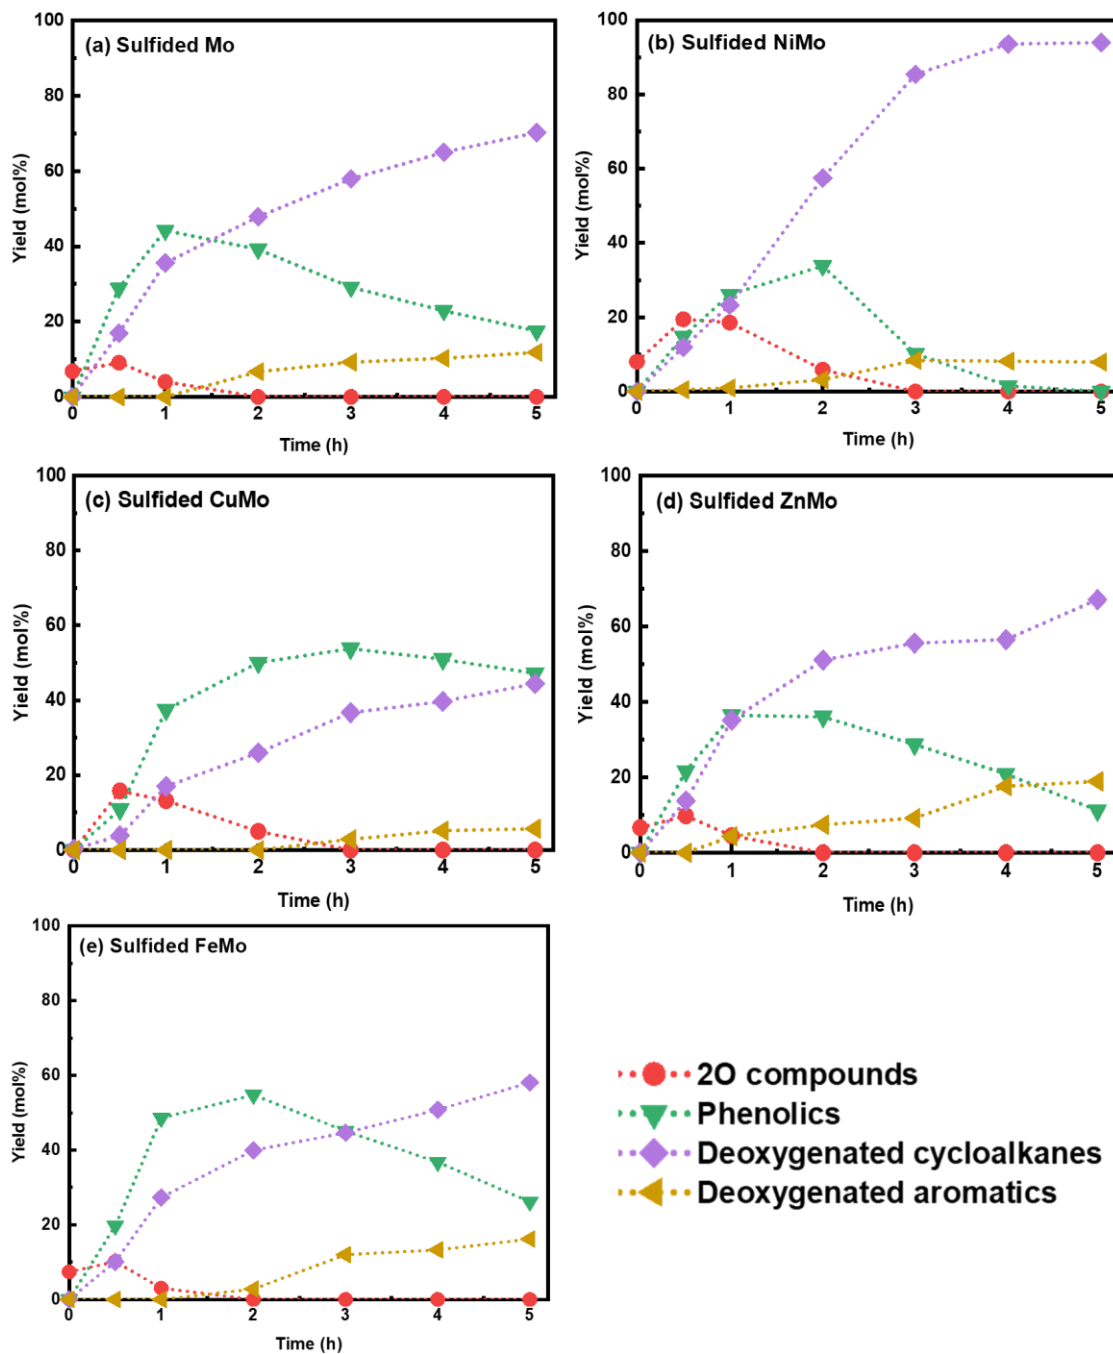 (a) Sulfided Mo
100
80
60
40
20
0
Yield (mol%)
0 1 2 3 4 5
Time (h)
(b) Sulfided NiMo
100
80
60
40
20
0
Yield (mol%)
0 1 2 3 4 5
Time (h)
(c) Sulfided CuMo
100
80
60
40
20
0
Yield (mol%)
0 1 2 3 4 5
Time (h)
(d) Sulfided ZnMo
100
80
60
40
20
0
Yield (mol%)
0 1 2 3 4 5
Time (h)
(e) Sulfided FeMo
100
80
60
40
20
0
Yield (mol%)
0 1 2 3 4 5
Time (h)
2O compounds
Phenolics
Deoxygenated cycloalkanes
Deoxygenated aromatics